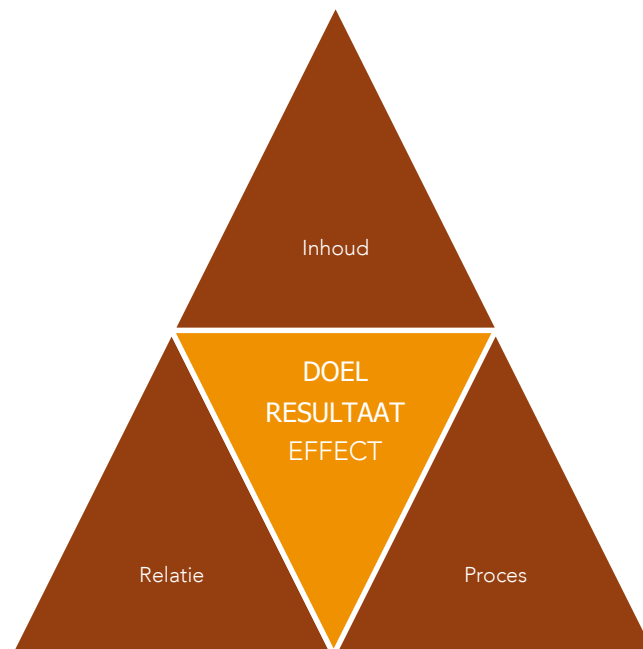 Inhoud
DOEL
RESULTAAT
EFFECT
Relatie
Proces